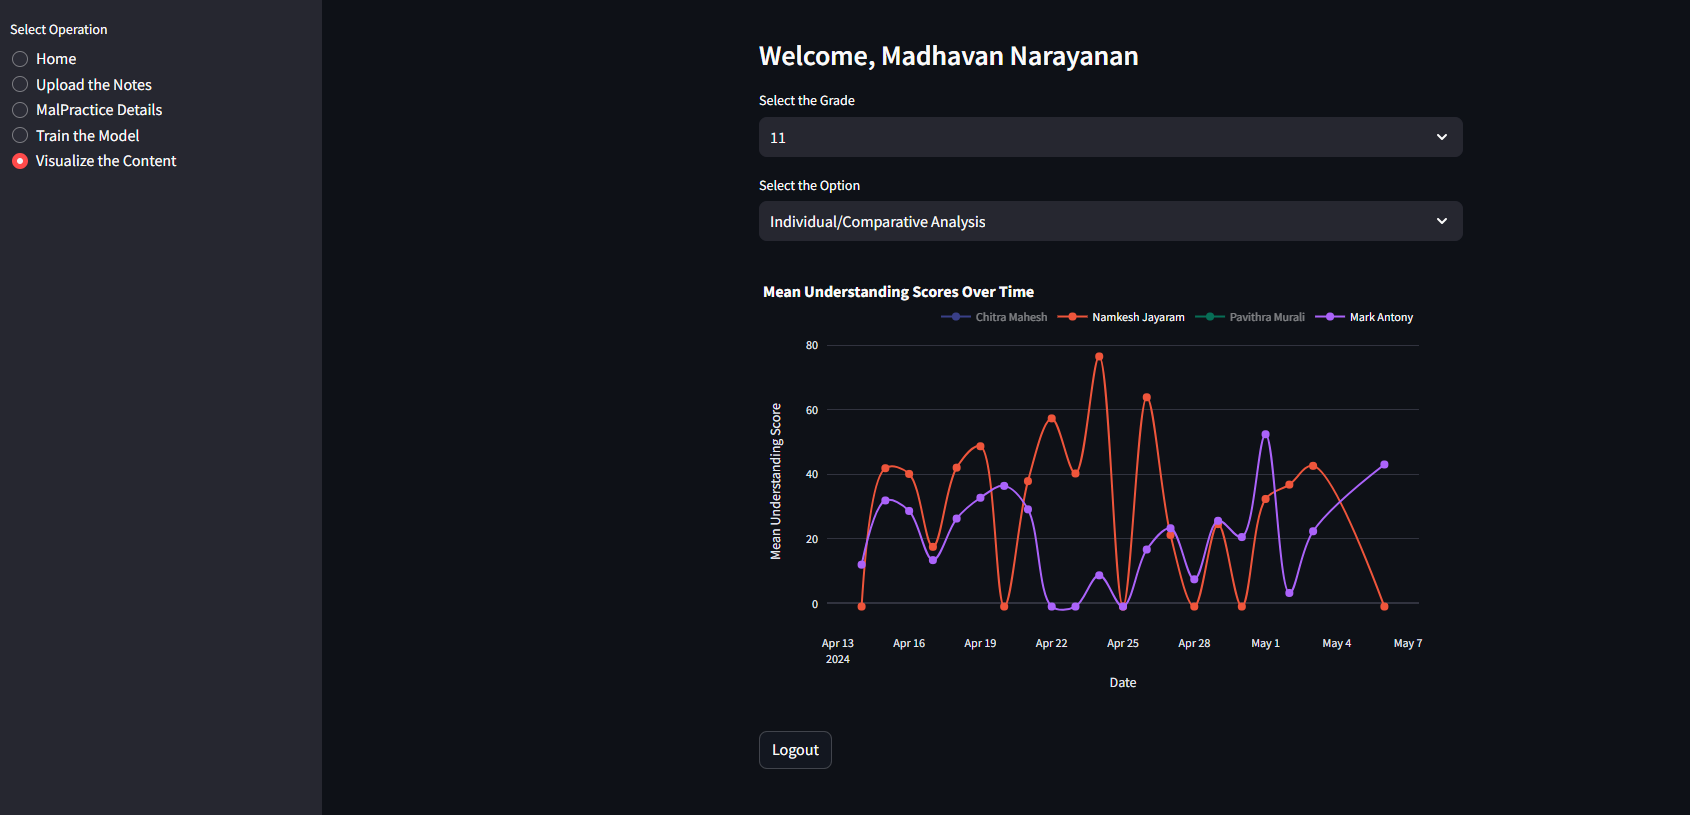 Select Operation
Home
Upload the Notes
MalPractice Details
Train the Model
Visualize the Content
Welcome, Madhavan Narayanan
Select the Grade
11
Select the Option
Individual/Comparative Analysis
Mean Understanding Scores Over Time
Chitra Mahesh Namkesh Jayaram Pavithra Murali Mark Antony
80
60
40
20
0
Mean Understanding Score
Apr 13 Apr 16 Apr 19 Apr 22 Apr 25 Apr 28 May 1 May 4 May 7
2024
Date
Logout